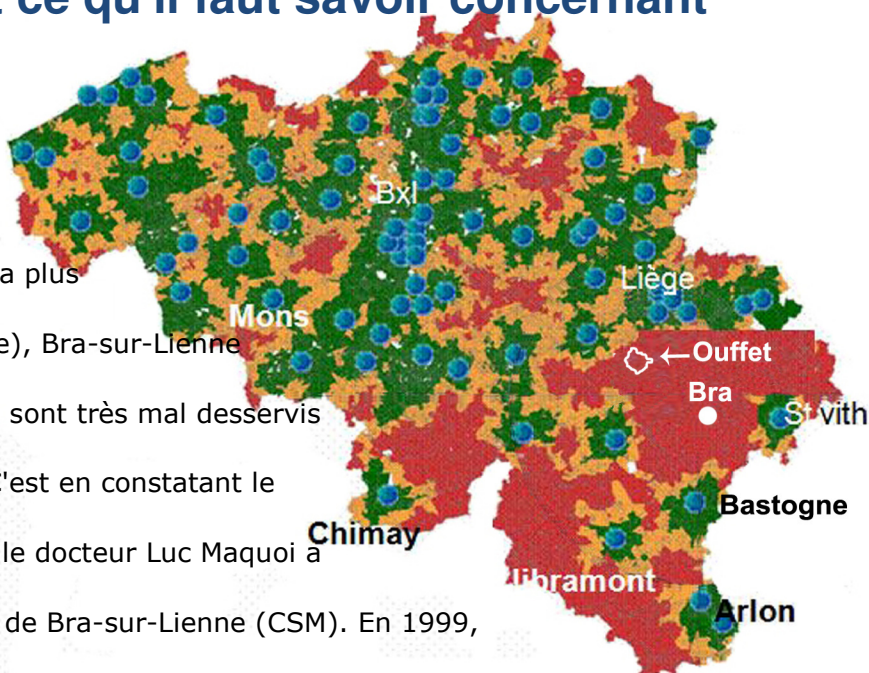 ce qu'il faut savoir concernant
a plus
e), Bra-sur-Lienne
sont très mal desservis
C'est en constatant le
le docteur Luc Maquoi a
de Bra-sur-Lienne (CSM). En 1999,
Bxl
Liège
Mons
←Ouffet
Bra
St vith
Bastogne
Chimay
libramont
Arlon